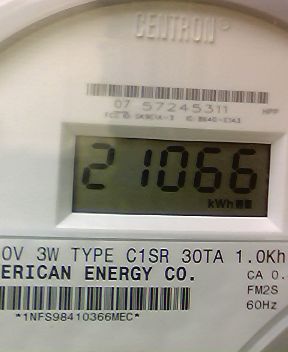 CENTRON®
07 57245311
HPP
21066
kWh
0V 3W TYPE C1SR 30TA 1.0Kh
ERICAN ENERGY CO.
CA 0.
FM2S
60Hz
*1NFS98410366MEC*